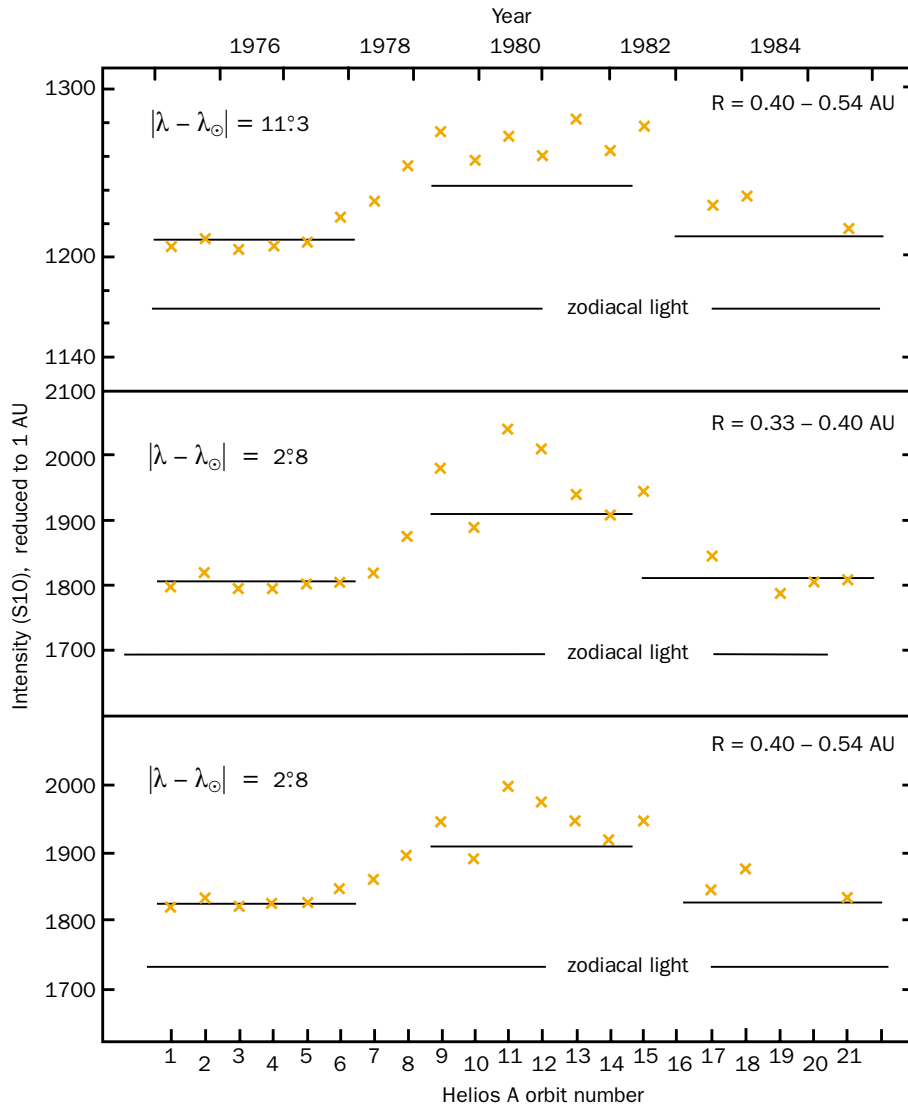 Year
1976 1978 1980 1982 1984
1300
|λ – λ☉| = 11°.3
R = 0.40 – 0.54 AU
1200
zodiacal light
1140
2100
R = 0.33 – 0.40 AU
|λ – λ☉| = 2°.8
2000
1900
1800
1700
zodiacal light
R = 0.40 – 0.54 AU
|λ – λ☉| = 2°.8
2000
1900
1800
zodiacal light
1700
Intensity (S10), reduced to 1 AU
1 2 3 4 5 6 7 8 9 10 11 12 13 14 15 16 17 18 19 20 21
Helios A orbit number